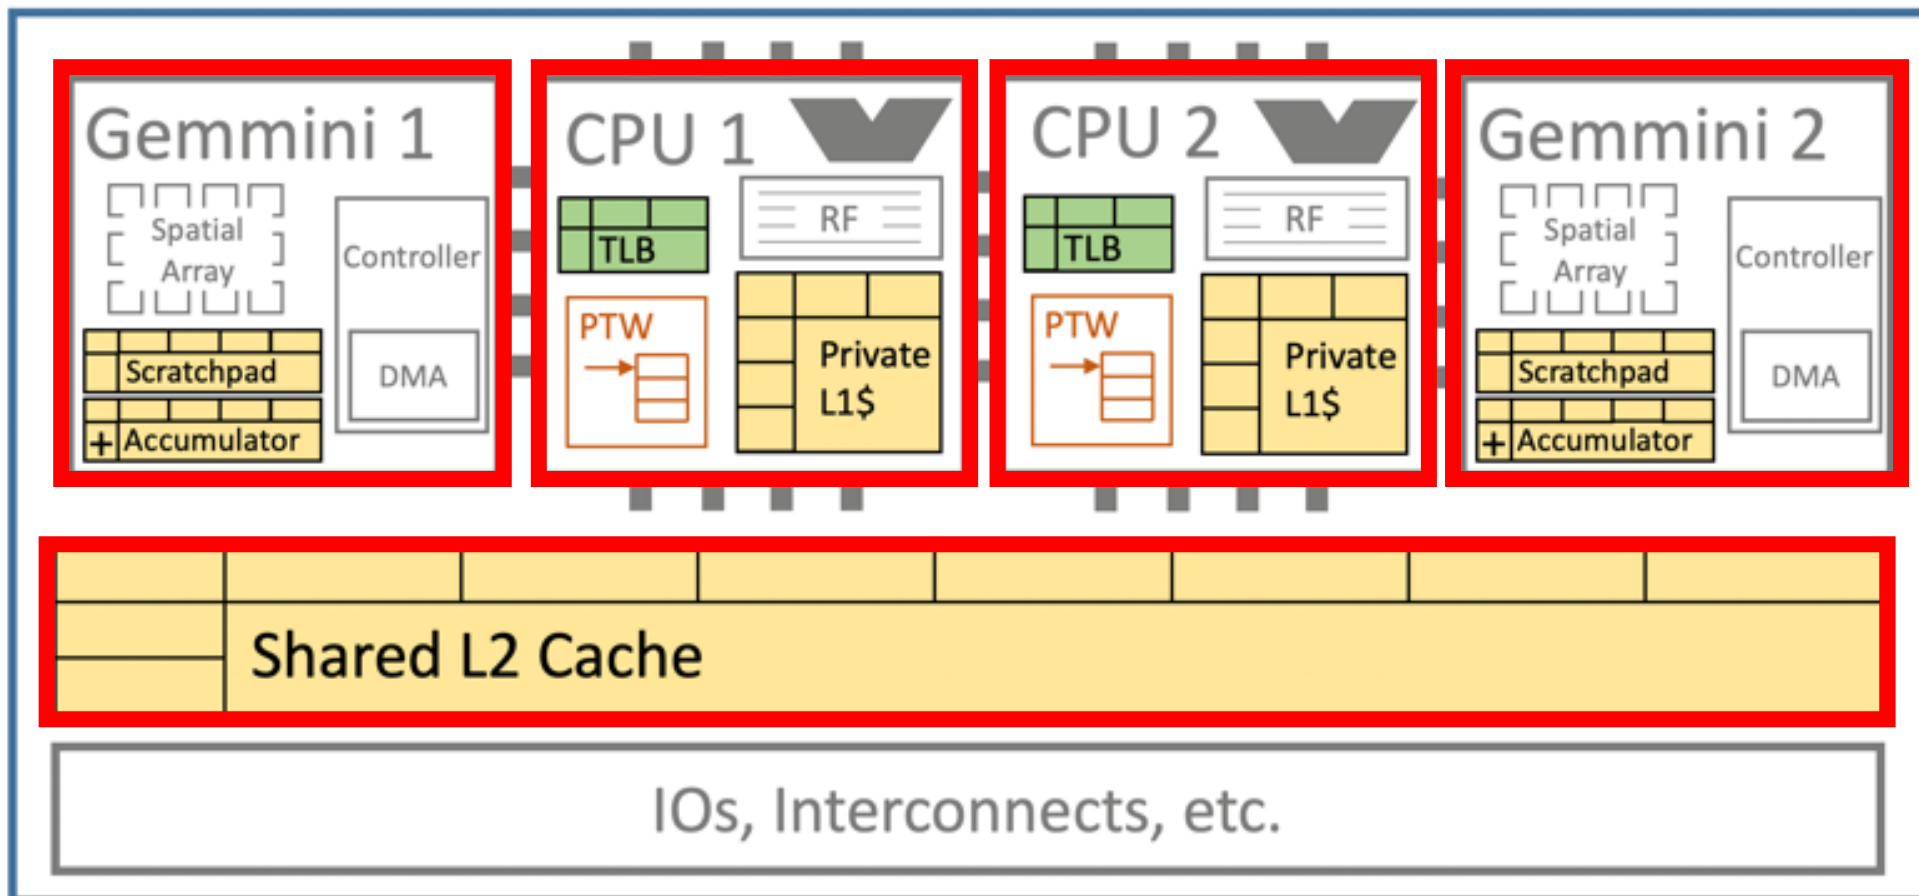 Gemmini 1
Spatial
Array
Controller
Scratchpad
DMA
+ Accumulator
CPU 1
RF
TLB
PTW
Private
L1$
CPU 2
RF
TLB
PTW
Private
L1$
Gemmini 2
Spatial
Array
Controller
Scratchpad
DMA
+ Accumulator
Shared L2 Cache
IOs, Interconnects, etc.